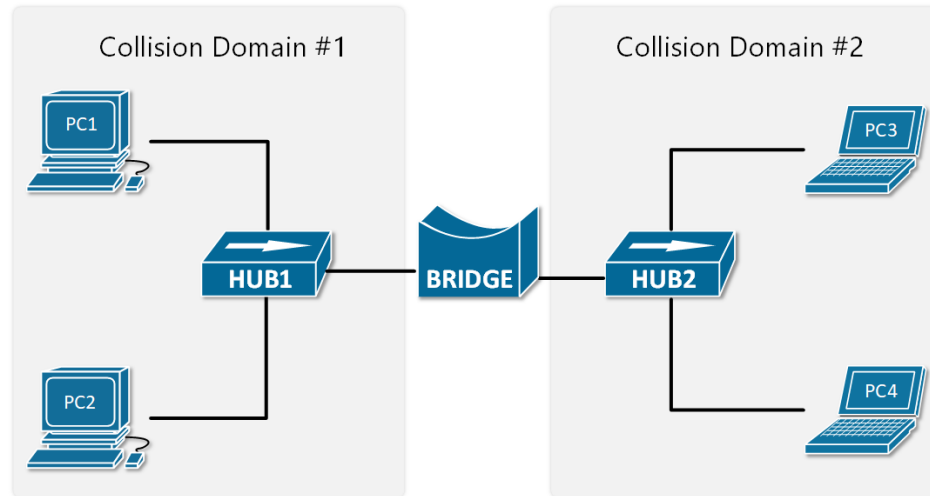 Collision Domain #1
Collision Domain #2
PC1
PC3
HUB1
BRIDGE
HUB2
PC2
PC4